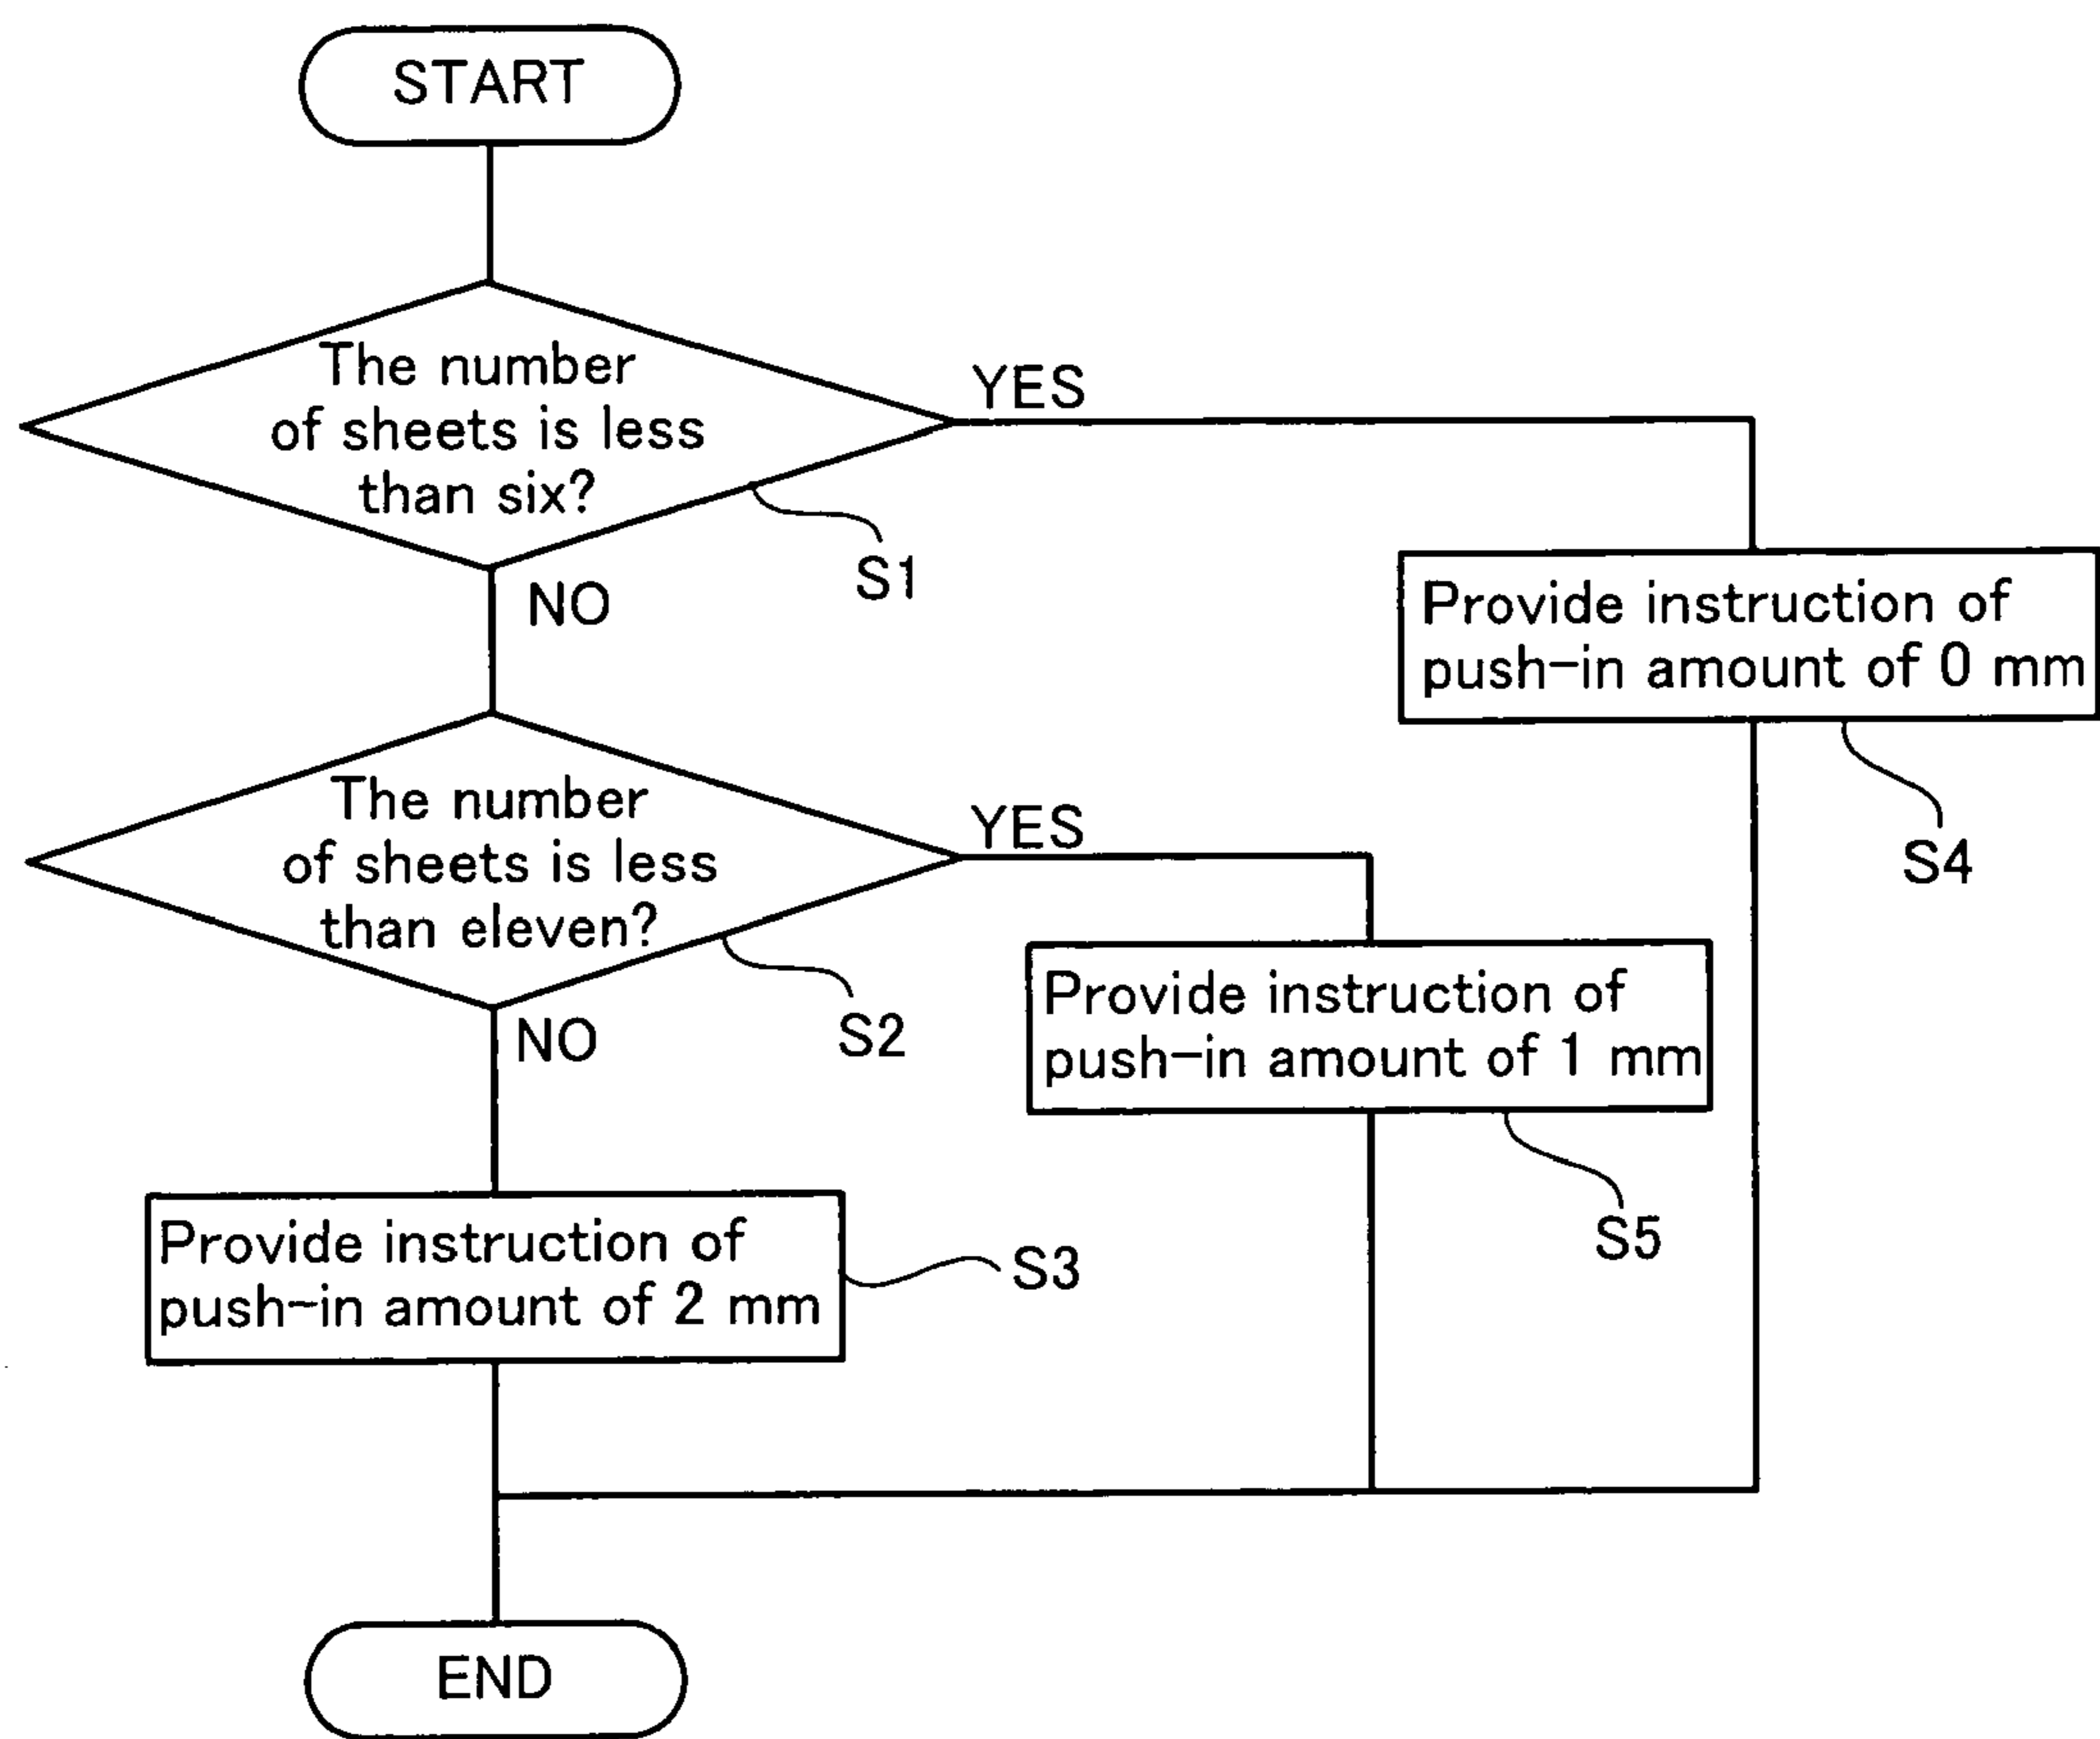 START
The number
of sheets is less
than six?
YES
S1
NO
Provide instruction of
push-in amount of 0 mm
S4
The number
of sheets is less
than eleven?
YES
S2
NO
Provide instruction of
push-in amount of 1 mm
S5
Provide instruction of
push-in amount of 2 mm
S3
END